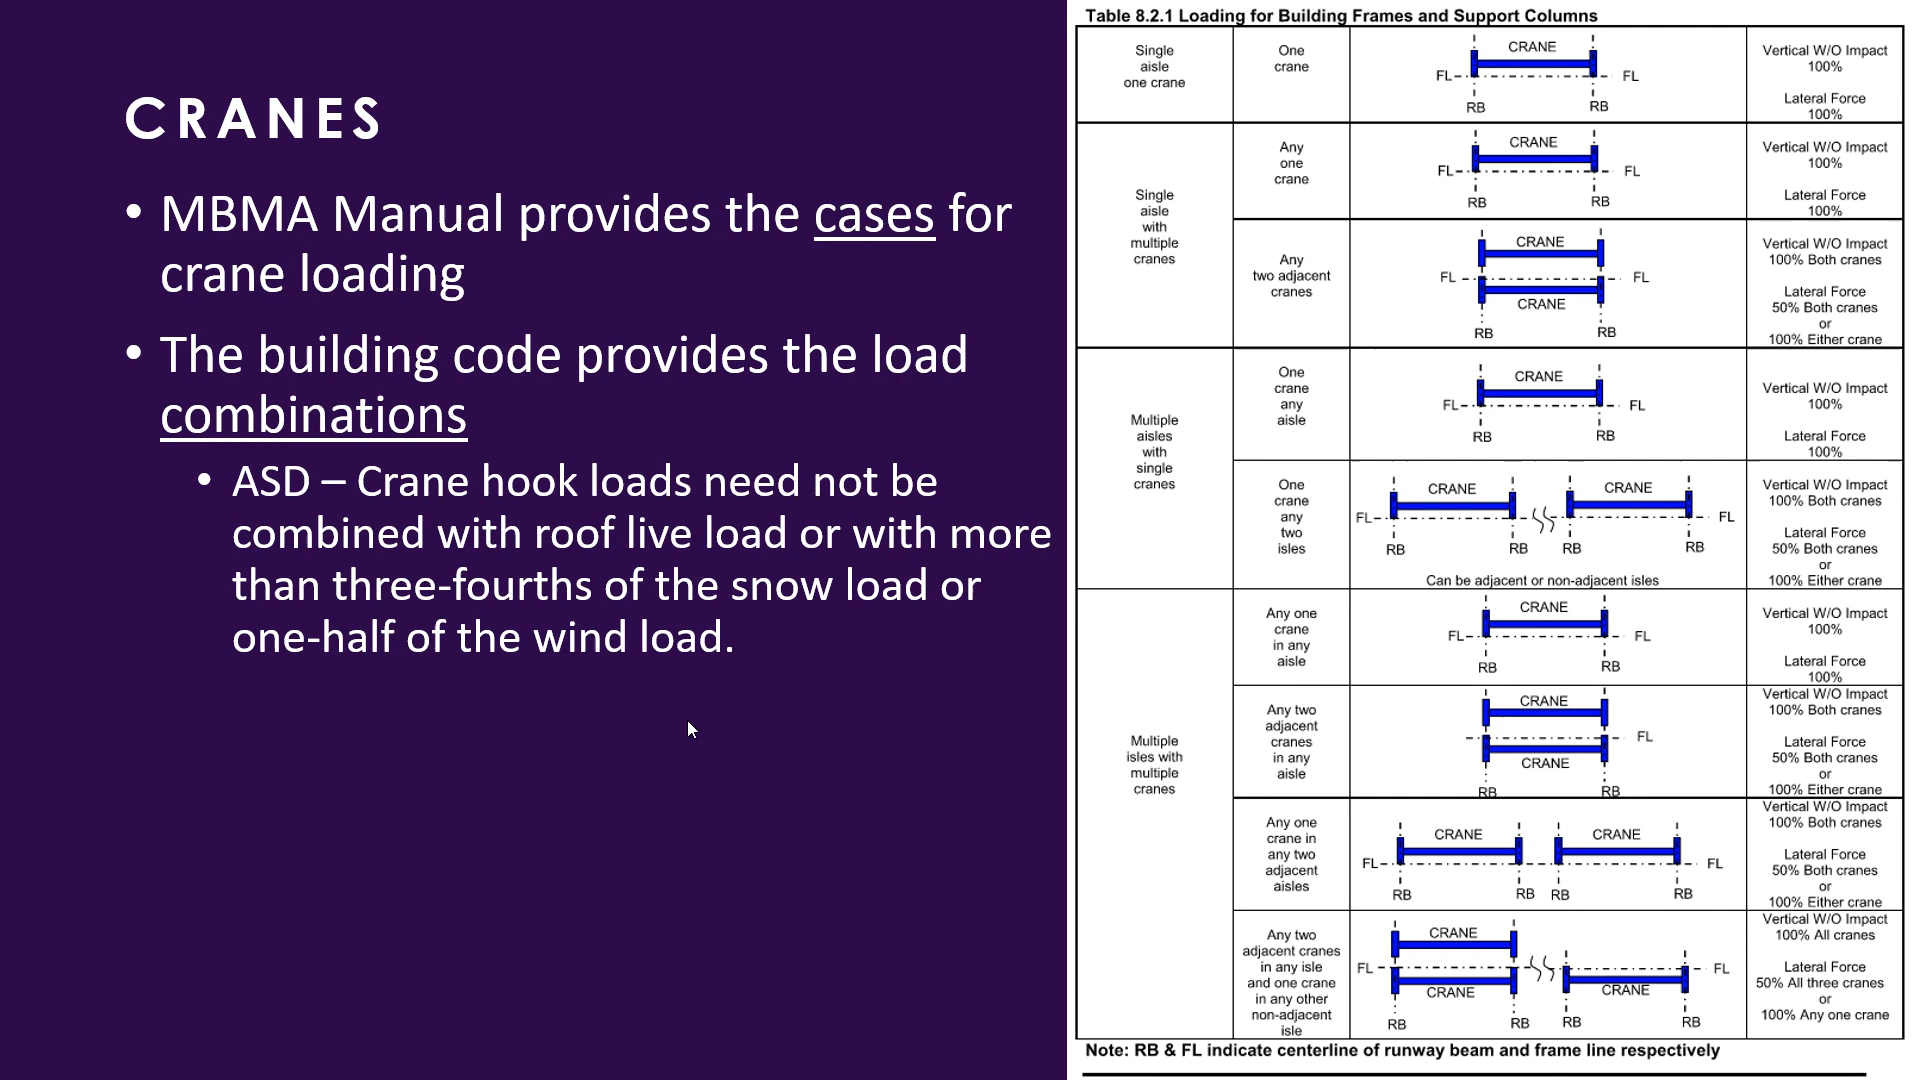 CRANES
• MBMA Manual provides the cases for
crane loading
• The building code provides the load
combinations
• ASD – Crane hook loads need not be
combined with roof live load or with more
than three-fourths of the snow load or
one-half of the wind load.
Table 8.2.1 Loading for Building Frames and Support Columns
Single
aisle
one crane
One
crane
CRANE
FL
FL
RB
RB
Vertical W/O Impact
100%
Lateral Force
100%
Single
aisle
with
multiple
cranes
Any
one
crane
CRANE
FL
FL
RB
RB
Vertical W/O Impact
100%
Lateral Force
100%
Any
two adjacent
cranes
CRANE
FL
FL
CRANE
RB
RB
Vertical W/O Impact
100% Both cranes
Lateral Force
50% Both cranes
or
100% Either crane
Multiple
aisles
with
single
cranes
One
crane
any
aisle
CRANE
FL
FL
RB
RB
Vertical W/O Impact
100%
Lateral Force
100%
One
crane
any
two
isles
CRANE
CRANE
FL
FL
RB
RB
RB
RB
Can be adjacent or non-adjacent isles
Vertical W/O Impact
100% Both cranes
Lateral Force
50% Both cranes
or
100% Either crane
Multiple
isles with
multiple
cranes
Any one
crane
in any
aisle
CRANE
FL
FL
RB
RB
Vertical W/O Impact
100%
Lateral Force
100%
Any two
adjacent
cranes
in any
aisle
CRANE
FL
CRANE
RB
RB
Vertical W/O Impact
100% Both cranes
Lateral Force
50% Both cranes
or
100% Either crane
Any one
crane in
any two
adjacent
aisles
CRANE
CRANE
FL
FL
RB
RB
RB
RB
Vertical W/O Impact
100% Both cranes
Lateral Force
50% Both cranes
or
100% Either crane
Any two
adjacent cranes
in any isle
and one crane
in any other
non-adjacent
isle
CRANE
FL
FL
CRANE
CRANE
RB
RB
RB
RB
Vertical W/O Impact
100% All cranes
Lateral Force
50% All three cranes
or
100% Any one crane
Note: RB & FL indicate centerline of runway beam and frame line respectively